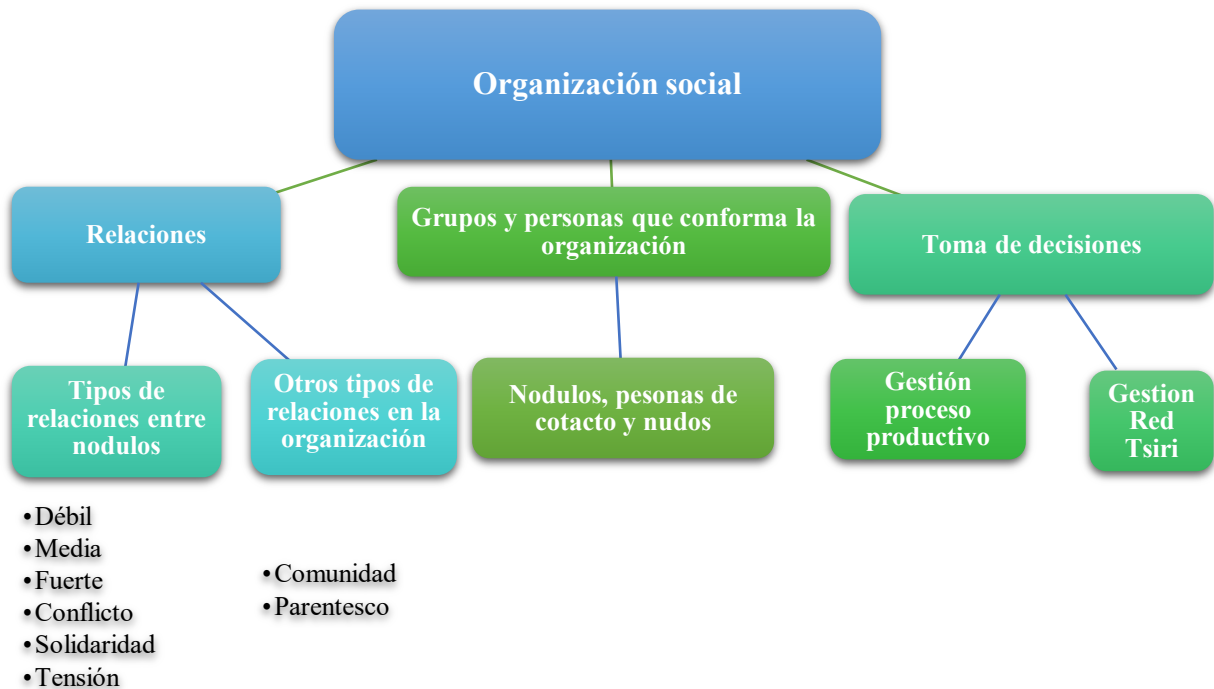 Organización social
Relaciones
Grupos y personas que conforma la
organización
Toma de decisiones
Tipos de
relaciones entre
nodulos
Otros tipos de
relaciones en la
organización
Nodulos, pesonas de
cotacto y nudos
Gestión
proceso
productivo
Gestion
Red
Tsiri
•Débil
•Media
•Fuerte
•Conflicto
•Solidaridad
•Tensión
•Comunidad
•Parentesco